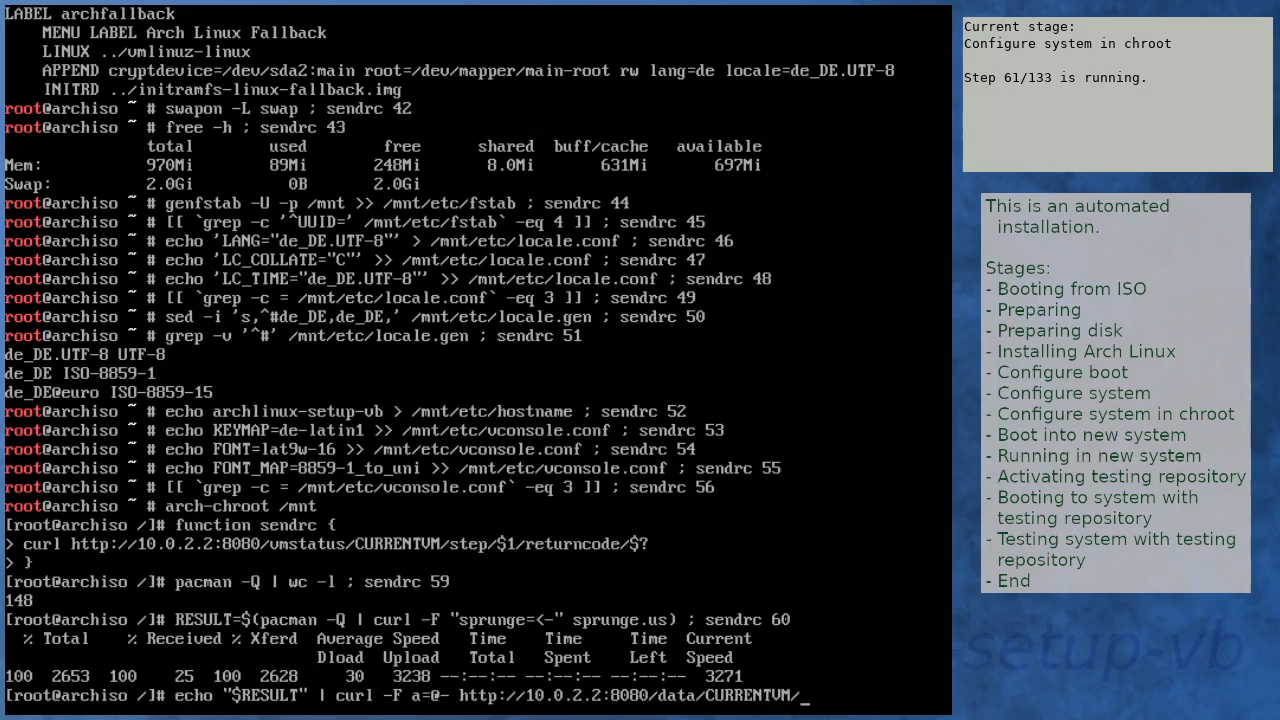 LABEL archfallback
    MENU LABEL Arch Linux Fallback
    LINUX ../vmlinuz-linux
    APPEND cryptdevice=/dev/sda2:main root=/dev/mapper/main-root rw lang=de locale=de_DE.UTF-8
    INITRD ../initramfs-linux-fallback.img
root@archiso ~ # swapon -L swap ; sendrc 42
root@archiso ~ # free -h ; sendrc 43
               total        used        free      shared  buff/cache   available
Mem:           970Mi        89Mi       248Mi       8.0Mi       631Mi       697Mi
Swap:          2.0Gi          0B       2.0Gi
root@archiso ~ # genfstab -U -p /mnt >> /mnt/etc/fstab ; sendrc 44
root@archiso ~ # [[ `grep -c '^UUID=' /mnt/etc/fstab` -eq 4 ]] ; sendrc 45
root@archiso ~ # echo 'LANG="de_DE.UTF-8"' > /mnt/etc/locale.conf ; sendrc 46
root@archiso ~ # echo 'LC_COLLATE="C"' >> /mnt/etc/locale.conf ; sendrc 47
root@archiso ~ # echo 'LC_TIME="de_DE.UTF-8"' >> /mnt/etc/locale.conf ; sendrc 48
root@archiso ~ # [[ `grep -c = /mnt/etc/locale.conf` -eq 3 ]] ; sendrc 49
root@archiso ~ # sed -i 's,^#de_DE,de_DE,' /mnt/etc/locale.gen ; sendrc 50
root@archiso ~ # grep -v '^#' /mnt/etc/locale.gen ; sendrc 51
de_DE.UTF-8 UTF-8
de_DE ISO-8859-1
de_DE@euro ISO-8859-15
root@archiso ~ # echo archlinux-setup-vb > /mnt/etc/hostname ; sendrc 52
root@archiso ~ # echo KEYMAP=de-latin1 >> /mnt/etc/vconsole.conf ; sendrc 53
root@archiso ~ # echo FONT=lat9w-16 >> /mnt/etc/vconsole.conf ; sendrc 54
root@archiso ~ # echo FONT_MAP=8859-1_to_uni >> /mnt/etc/vconsole.conf ; sendrc 55
root@archiso ~ # [[ `grep -c = /mnt/etc/vconsole.conf` -eq 3 ]] ; sendrc 56
root@archiso ~ # arch-chroot /mnt
[root@archiso /]# function sendrc {
> curl http://10.0.2.2:8080/vmstatus/CURRENTVM/step/$1/returncode/$?
> }
[root@archiso /]# pacman -Q | wc -l ; sendrc 59
148
[root@archiso /]# RESULT=$(pacman -Q | curl -F "sprunge=<-" sprunge.us) ; sendrc 60
  % Total    % Received % Xferd  Average Speed   Time    Time     Time  Current
                                 Dload  Upload   Total   Spent    Left  Speed
100  2653  100    25  100  2628     30   3238 --:--:-- --:--:-- --:--:--  3271
[root@archiso /]# echo "$RESULT" | curl -F a=@- http://10.0.2.2:8080/data/CURRENTVM/_
Current stage:
Configure system in chroot
Step 61/133 is running.
This is an automated
installation.
Stages:
- Booting from ISO
- Preparing
- Preparing disk
- Installing Arch Linux
- Configure boot
- Configure system
- Configure system in chroot
- Boot into new system
- Running in new system
- Activating testing repository
- Booting to system with
testing repository
- Testing system with testing
repository
- End
setup-vb